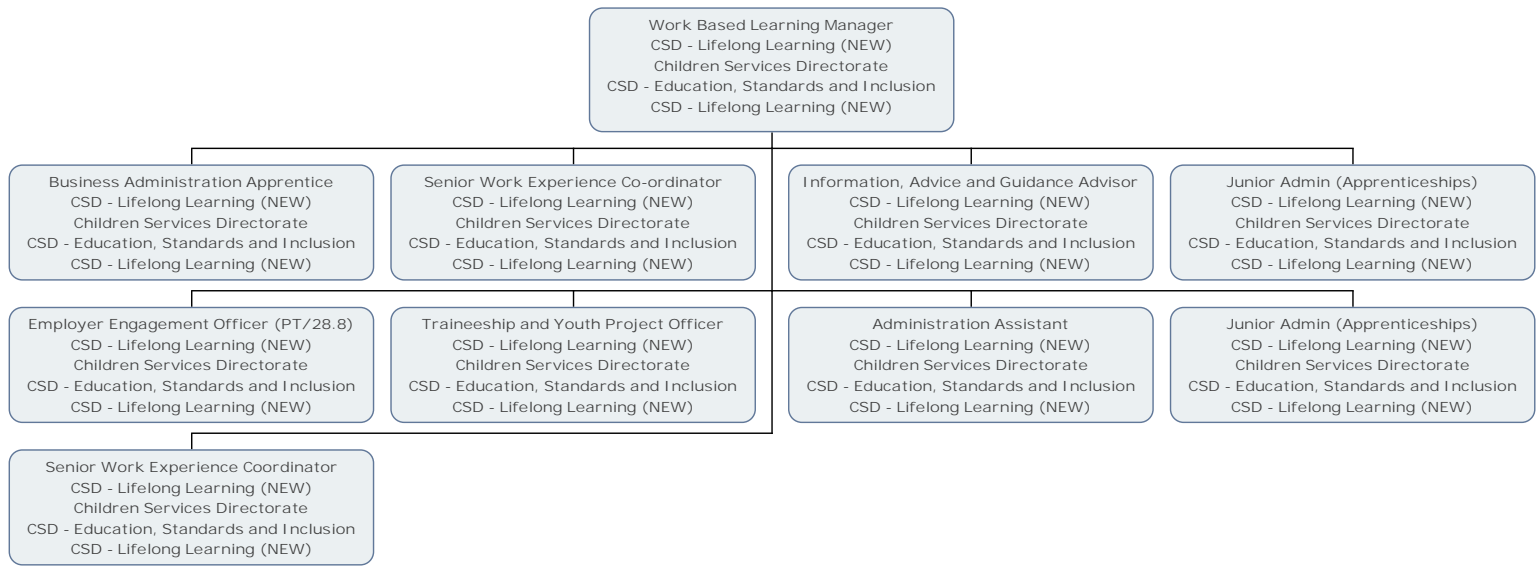 Work Based Learning Manager
CSD - Lifelong Learning (NEW)
Children Services Directorate
CSD - Education, Standards and Inclusion
CSD - Lifelong Learning (NEW)
Business Administration Apprentice
CSD - Lifelong Learning (NEW)
Children Services Directorate
CSD - Education, Standards and Inclusion
CSD - Lifelong Learning (NEW)
Senior Work Experience Co-ordinator
CSD - Lifelong Learning (NEW)
Children Services Directorate
CSD - Education, Standards and Inclusion
CSD - Lifelong Learning (NEW)
Information, Advice and Guidance Advisor
CSD - Lifelong Learning (NEW)
Children Services Directorate
CSD - Education, Standards and Inclusion
CSD - Lifelong Learning (NEW)
Junior Admin (Apprenticeships)
CSD - Lifelong Learning (NEW)
Children Services Directorate
CSD - Education, Standards and Inclusion
CSD - Lifelong Learning (NEW)
Employer Engagement Officer (PT/28.8)
CSD - Lifelong Learning (NEW)
Children Services Directorate
CSD - Education, Standards and Inclusion
CSD - Lifelong Learning (NEW)
Traineeship and Youth Project Officer
CSD - Lifelong Learning (NEW)
Children Services Directorate
CSD - Education, Standards and Inclusion
CSD - Lifelong Learning (NEW)
Administration Assistant
CSD - Lifelong Learning (NEW)
Children Services Directorate
CSD - Education, Standards and Inclusion
CSD - Lifelong Learning (NEW)
Junior Admin (Apprenticeships)
CSD - Lifelong Learning (NEW)
Children Services Directorate
CSD - Education, Standards and Inclusion
CSD - Lifelong Learning (NEW)
Senior Work Experience Coordinator
CSD - Lifelong Learning (NEW)
Children Services Directorate
CSD - Education, Standards and Inclusion
CSD - Lifelong Learning (NEW)